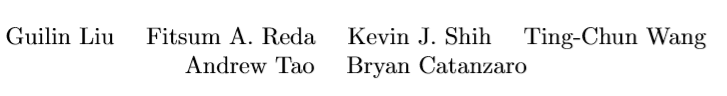 Guilin Liu Fitsum A. Reda Kevin J. Shih Ting-Chun Wang
Andrew Tao Bryan Catanzaro